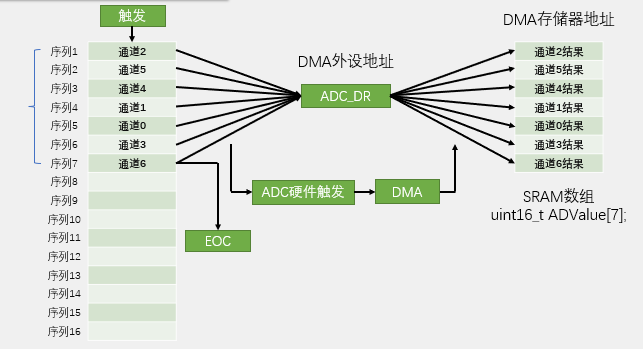 触发
DMA存储器地址
序列1 通道2 通道2结果
序列2 通道5 DMA外设地址 通道5结果
序列3 通道4 通道4结果
序列4 通道1 ADC_DR 通道1结果
序列5 通道0 通道0结果
序列6 通道3 通道3结果
序列7 通道6 通道6结果
序列8
序列9 ADC硬件触发 DMA SRAM数组
序列10 uint16_t ADValue[7];
序列11 EOC
序列12
序列13
序列14
序列15
序列16